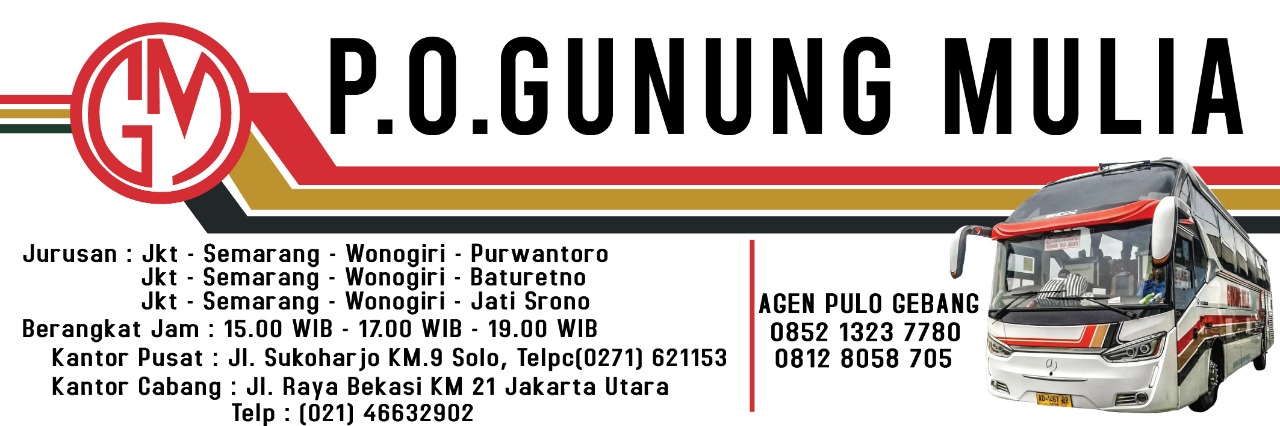 GM
P.O.GUNUNG MULIA
Jurusan : Jkt - Semarang - Wonogiri - Purwantoro
Jkt - Semarang - Wonogiri - Baturetno
Jkt - Semarang - Wonogiri - Jati Srono
Berangkat Jam : 15.00 WIB - 17.00 WIB - 19.00 WIB
Kantor Pusat : Jl. Sukoharjo KM.9 Solo, Telpc(0271) 621153
Kantor Cabang : Jl. Raya Bekasi KM 21 Jakarta Utara
Telp : (021) 46632902
AGEN PULO GEBANG
0852 1323 7780
0812 8058 705